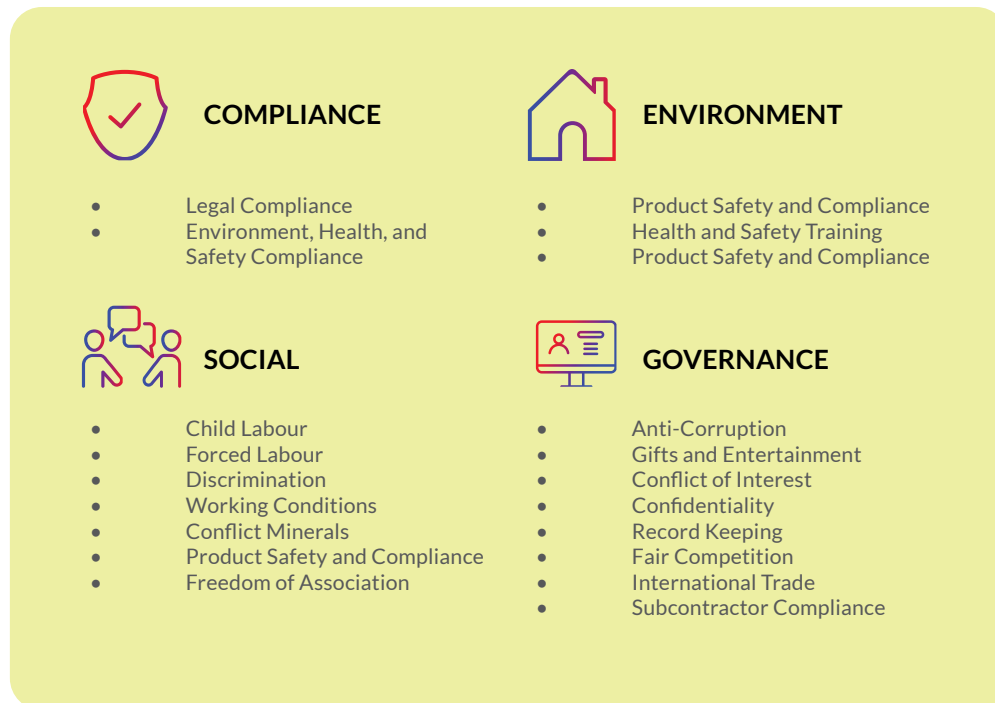 COMPLIANCE
• Legal Compliance
• Environment, Health, and
Safety Compliance
ENVIRONMENT
• Product Safety and Compliance
• Health and Safety Training
• Product Safety and Compliance
SOCIAL
• Child Labour
• Forced Labour
• Discrimination
• Working Conditions
• Conflict Minerals
• Product Safety and Compliance
• Freedom of Association
GOVERNANCE
• Anti-Corruption
• Gifts and Entertainment
• Conflict of Interest
• Confidentiality
• Record Keeping
• Fair Competition
• International Trade
• Subcontractor Compliance